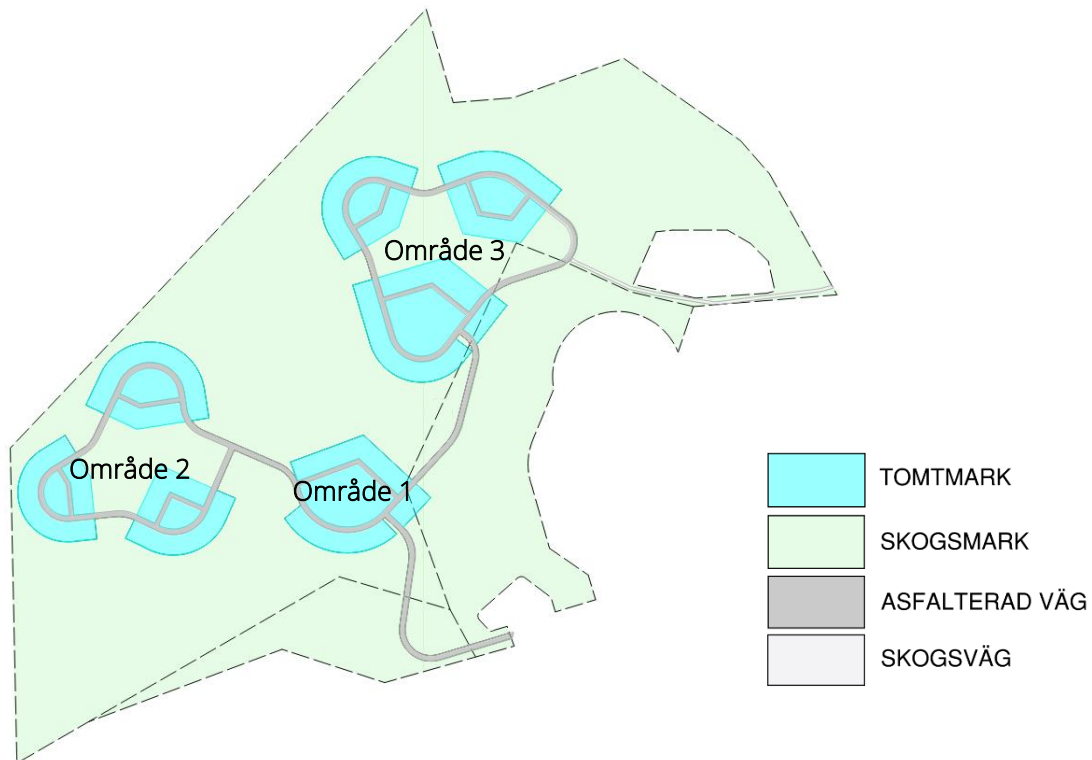 Område 3
Område 2
Område 1
TOMTMARK
SKOGSMARK
ASFALTERAD VÄG
SKOGSVÄG